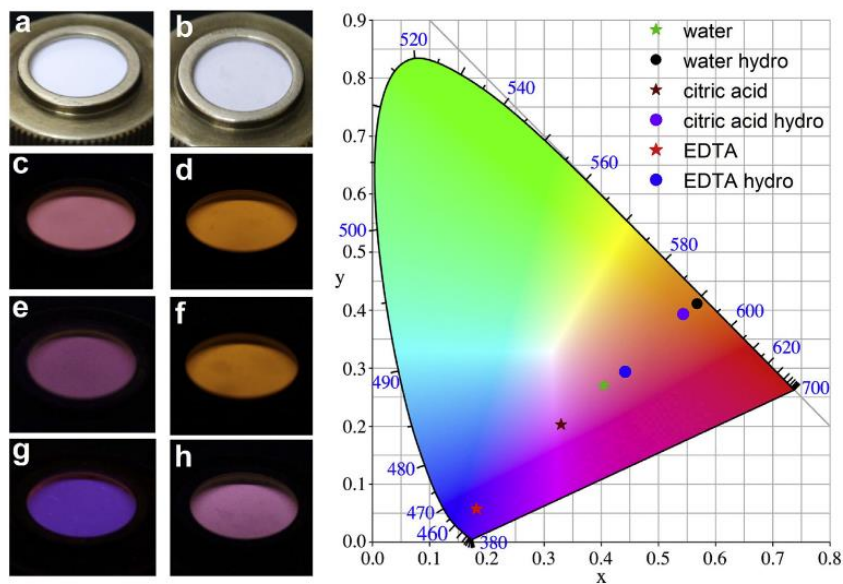 a
b
c
d
e
f
g
h
0.9
0.8
0.7
0.6
0.5
0.4
0.3
0.2
0.1
0.0
y
0.0 0.1 0.2 0.3 0.4 0.5 0.6 0.7 0.8
x
520
540
560
580
600
620
700
500
490
480
470
460
380
water
water hydro
citric acid
citric acid hydro
EDTA
EDTA hydro